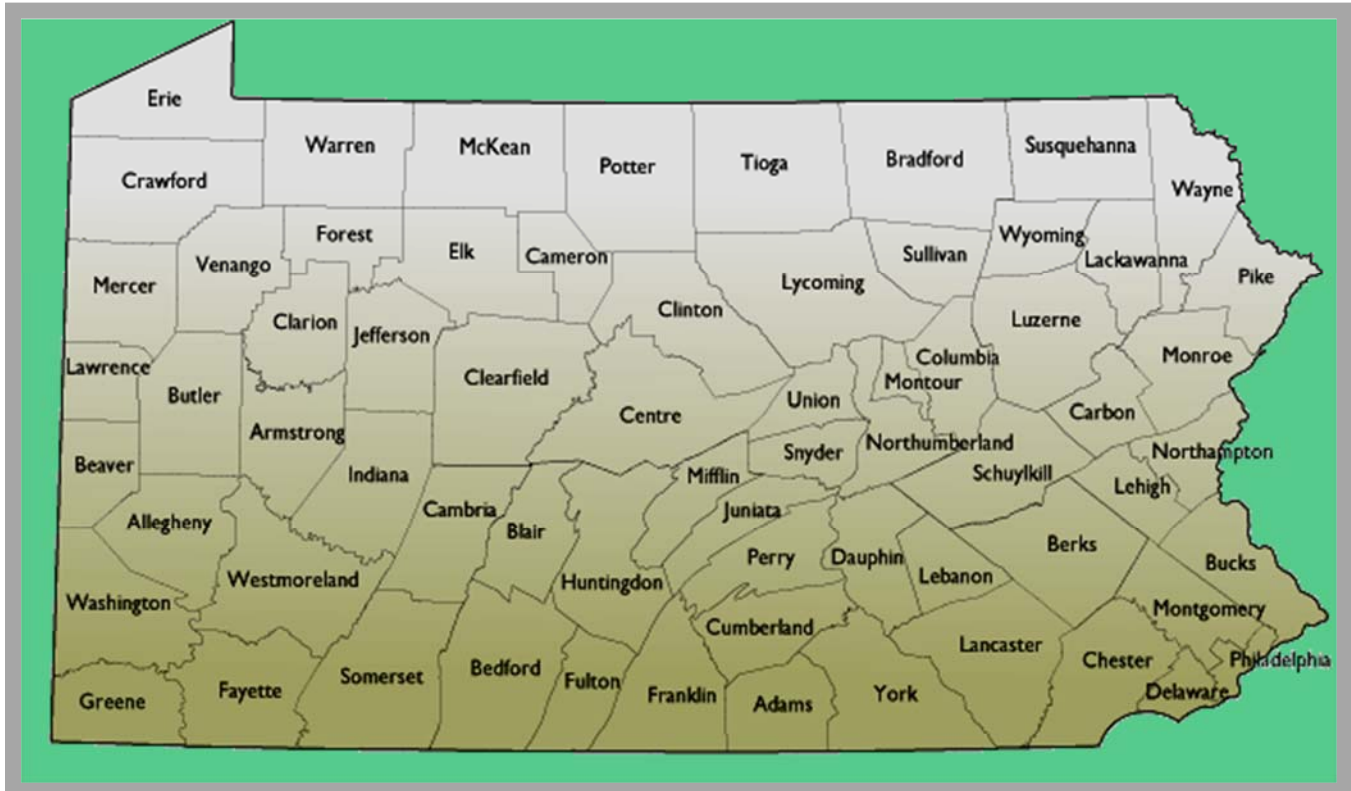 Erie
Warren
McKean
Potter
Tioga
Bradford
Susquehanna
Wayne
Crawford
Forest
Elk
Cameron
Sullivan
Wyoming
Lackawanna
Pike
Mercer
Venango
Lycoming
Clarion
Jefferson
Clinton
Luzerne
Monroe
Lawrence
Butler
Clearfield
Centre
Union
Montour
Columbia
Carbon
Armstrong
Snyder
Northumberland
Northampton
Beaver
Indiana
Mifflin
Schuylkill
Lehigh
Allegheny
Cambria
Blair
Juniata
Perry
Dauphin
Berks
Bucks
Westmoreland
Huntingdon
Lebanon
Washington
Cumberland
Montgomery
Lancaster
Chester
Philadelphia
Greene
Fayette
Somerset
Bedford
Fulton
Franklin
Adams
York
Delaware